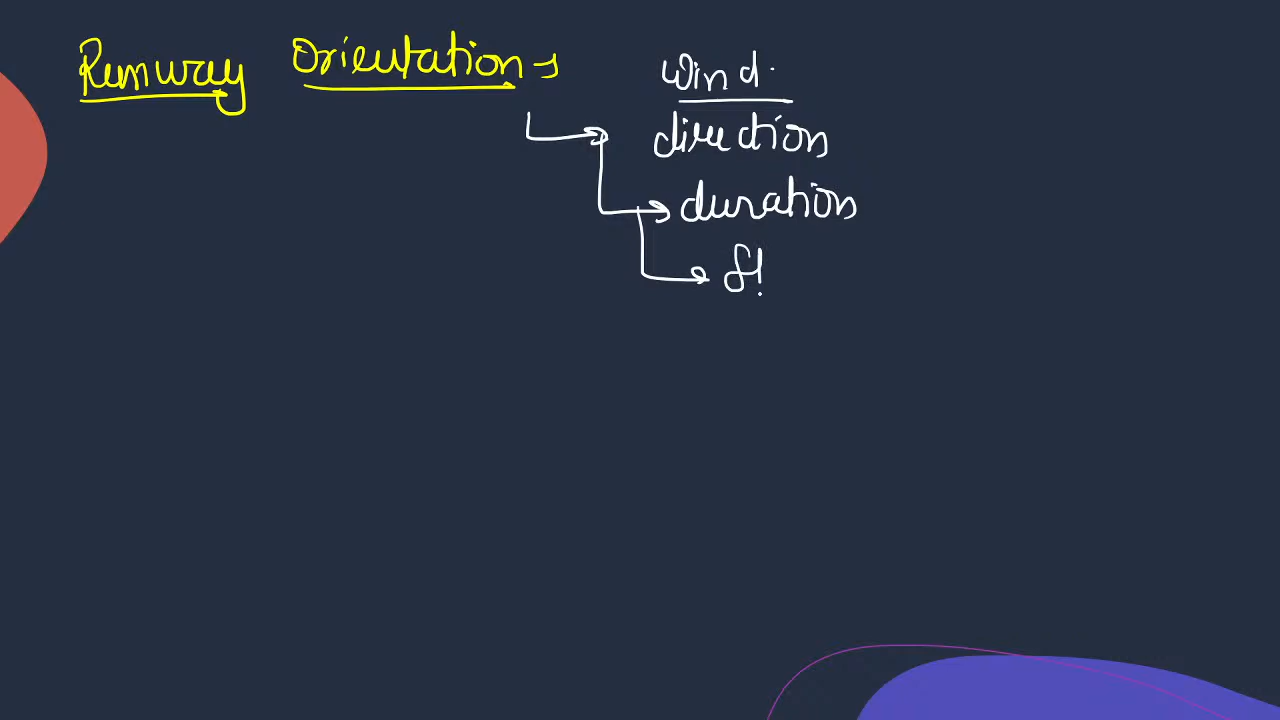 Runway Orientation →
Wind
direction
duration